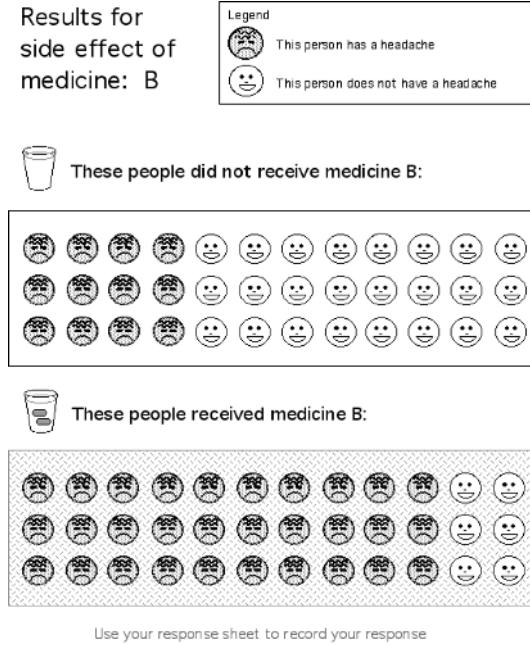 Results for
side effect of
medicine: B
Legend
This person has a headache
This person does not have a headache
These people did not receive medicine B:
These people received medicine B:
Use your response sheet to record your response